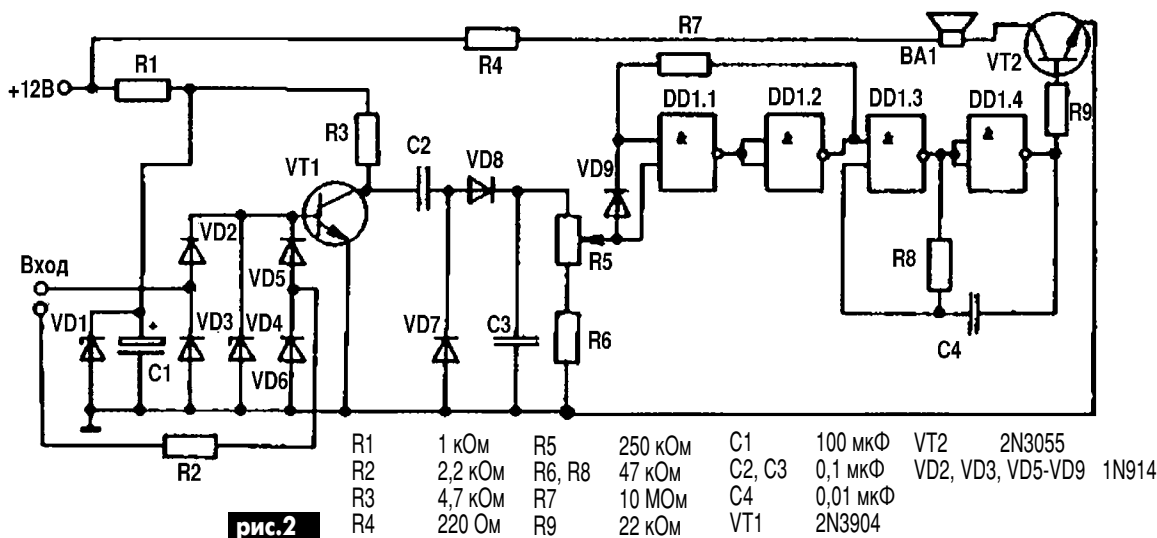 R7
R4
BA1
VT2
R1
+12В
R3
C2
VD8
DD1.1
DD1.2
DD1.3
DD1.4
R9
&
&
&
&
VT1
VD9
VD2
R5
R8
Вход
VD5
VD1
VD3
VD4
VD7
C3
R6
+
C1
VD6
C4
R2
R1 1 кОм R5 250 кОм C1 100 мкФ VT2 2N3055
R2 2,2 кОм R6, R8 47 кОм C2, C3 0,1 мкФ VD2, VD3, VD5-VD9 1N914
R3 4,7 кОм R7 10 МОм C4 0,01 мкФ
рис.2 R4 220 Ом R9 22 кОм VT1 2N3904